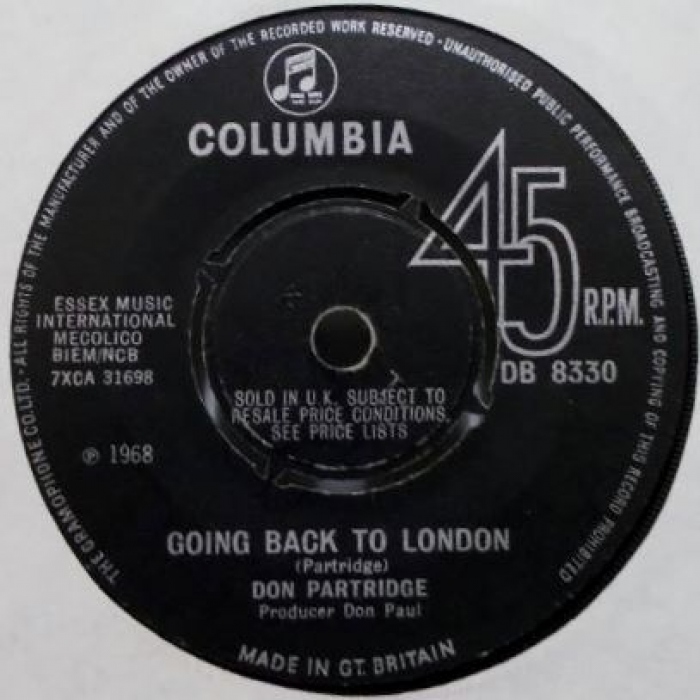 THE GRAMOPHONE CO. LTD. - ALL RIGHTS OF THE MANUFACTURER AND OF THE OWNER OF THE RECORDED WORK RESERVED - UNAUTHORISED PUBLIC PERFORMANCE BROADCASTING AND COPYING OF THIS RECORD PROHIBITED
COLUMBIA
45
R.P.M.
DB 8330
ESSEX MUSIC
INTERNATIONAL
MECOLICO
BIEM/NCB
7XCA 31698
SOLD IN U.K. SUBJECT TO
RESALE PRICE CONDITIONS,
SEE PRICE LISTS
℗ 1968
GOING BACK TO LONDON
(Partridge)
DON PARTRIDGE
Producer Don Paul
MADE IN GT. BRITAIN